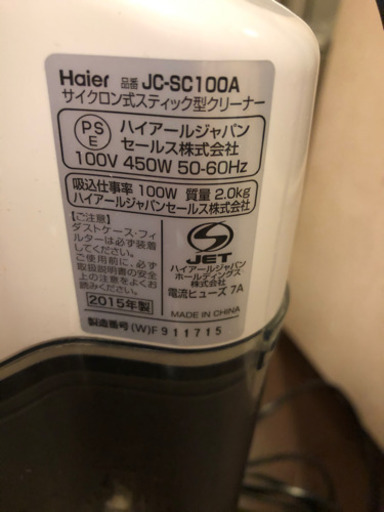 Haier 品番 JC-SC100A
サイクロン式スティック型クリーナー
PS
E
ハイアールジャパン
セールス株式会社
100V 450W 50-60Hz
吸込仕事率 100W 質量 2.0kg
ハイアールジャパンセールス株式会社
【ご注意】
ダストケース・フィ
ルターは必ず装着
してください。
ご使用前に、必ず
取扱説明書の安全
上の注意をよくお
読みください。
2015年製
JET
ハイアールジャパン
ホールディングス
株式会社
電流ヒューズ 7A
MADE IN CHINA
製造番号(W)F911715